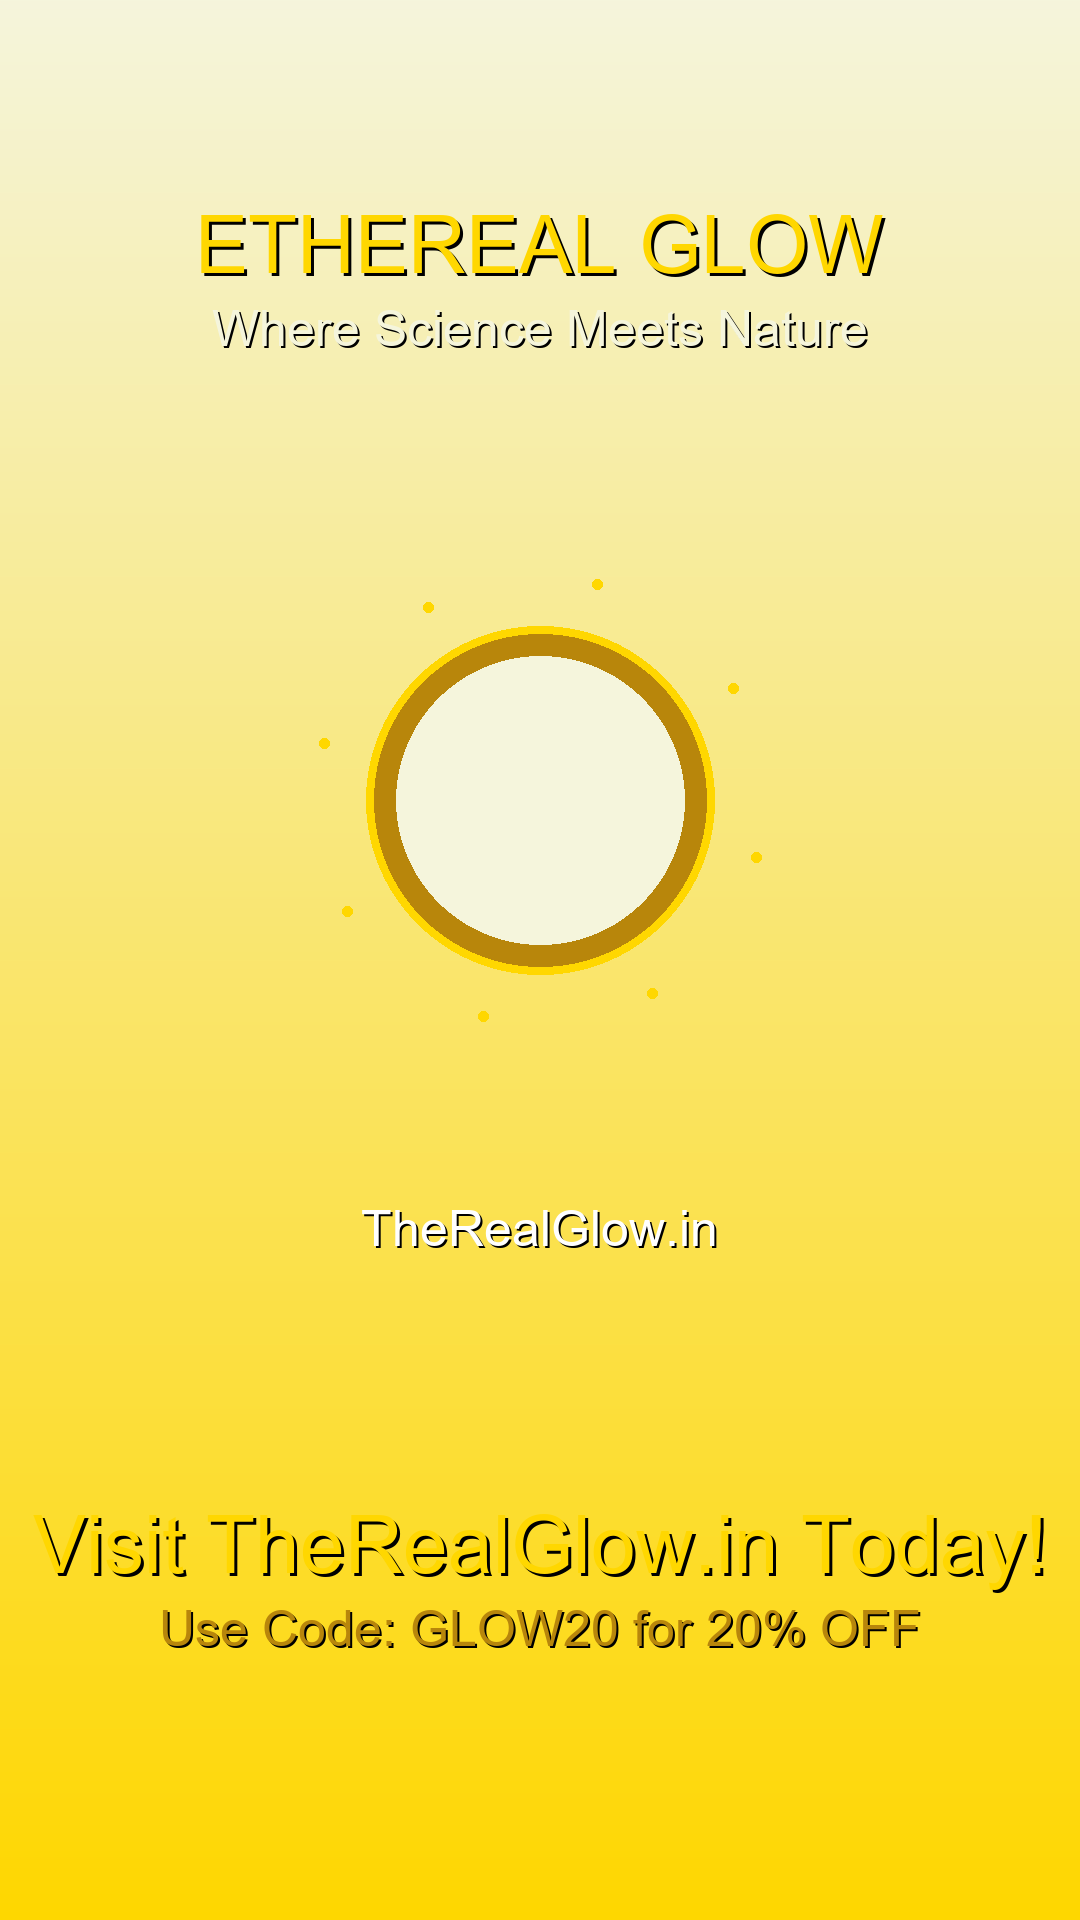 ETHEREAL GLOW
Where Science Meets Nature
TheRealGlow.in
Visit TheRealGlow.in Today!
Use Code: GLOW20 for 20% OFF